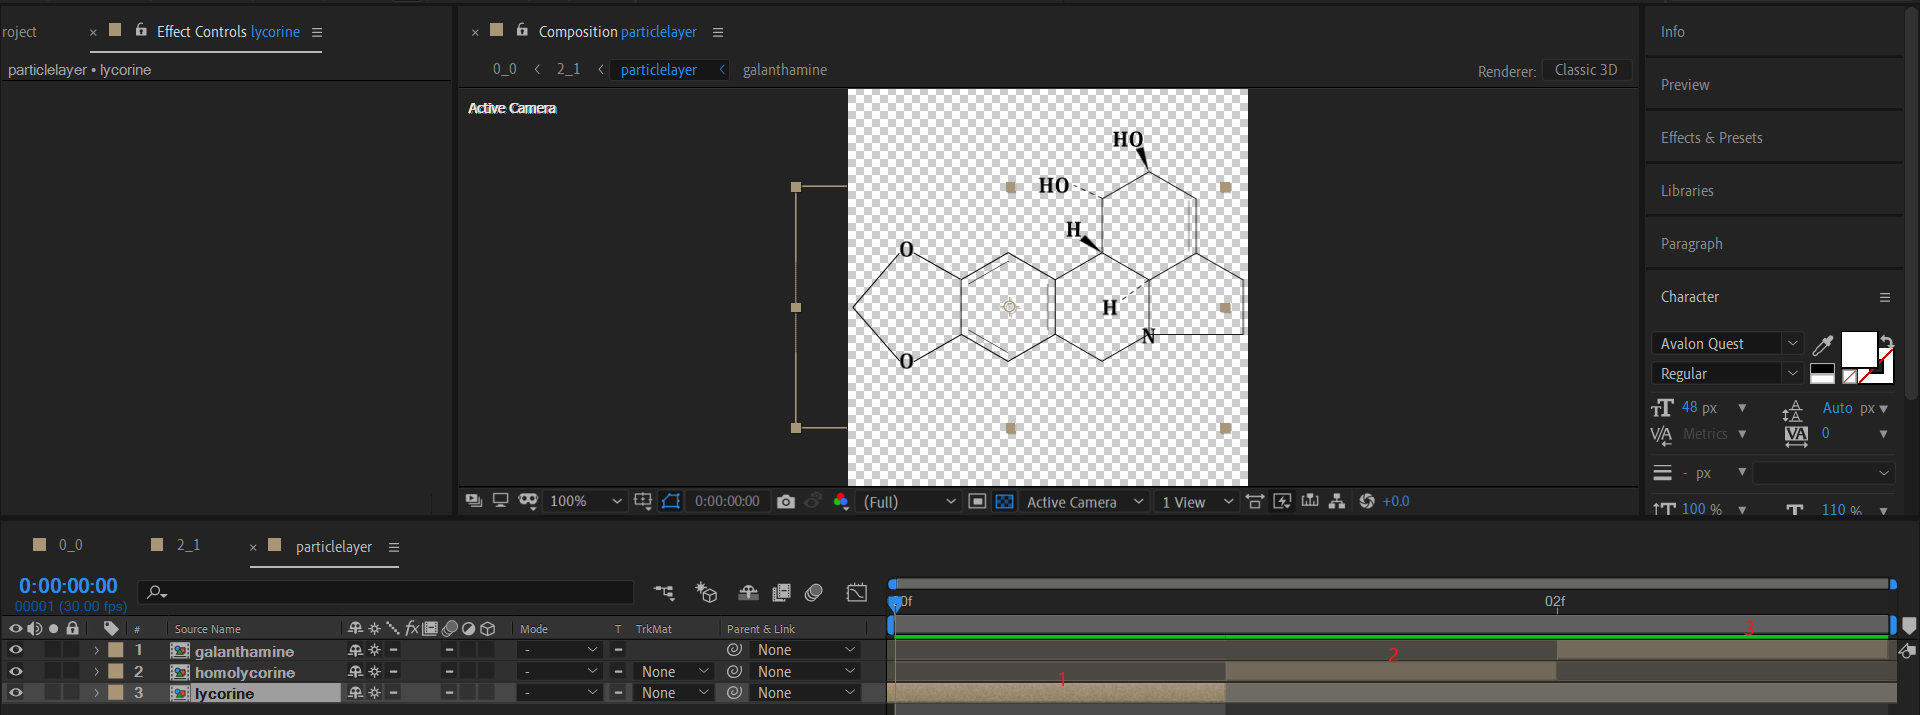 roject × Effect Controls lycorine
particlelayer • lycorine
× Composition particlelayer
0_0 < 2_1 < particlelayer < galanthamine
Renderer: Classic 3D
Active Camera
HO
HO
H
O
H
N
O
100% 0:00:00:00 (Full) Active Camera 1 View +0.0
Info
Preview
Effects & Presets
Libraries
Paragraph
Character
Avalon Quest
Regular
48 px Auto px
Metrics 0
- px
100 % 110 %
0_0 2_1 × particlelayer
0:00:00:00
00001 (30.00 fps)
02f
# Source Name Mode T TrkMat Parent & Link
1 galanthamine - None
2 homolycorine - None None
3 lycorine - None None
1
2
3